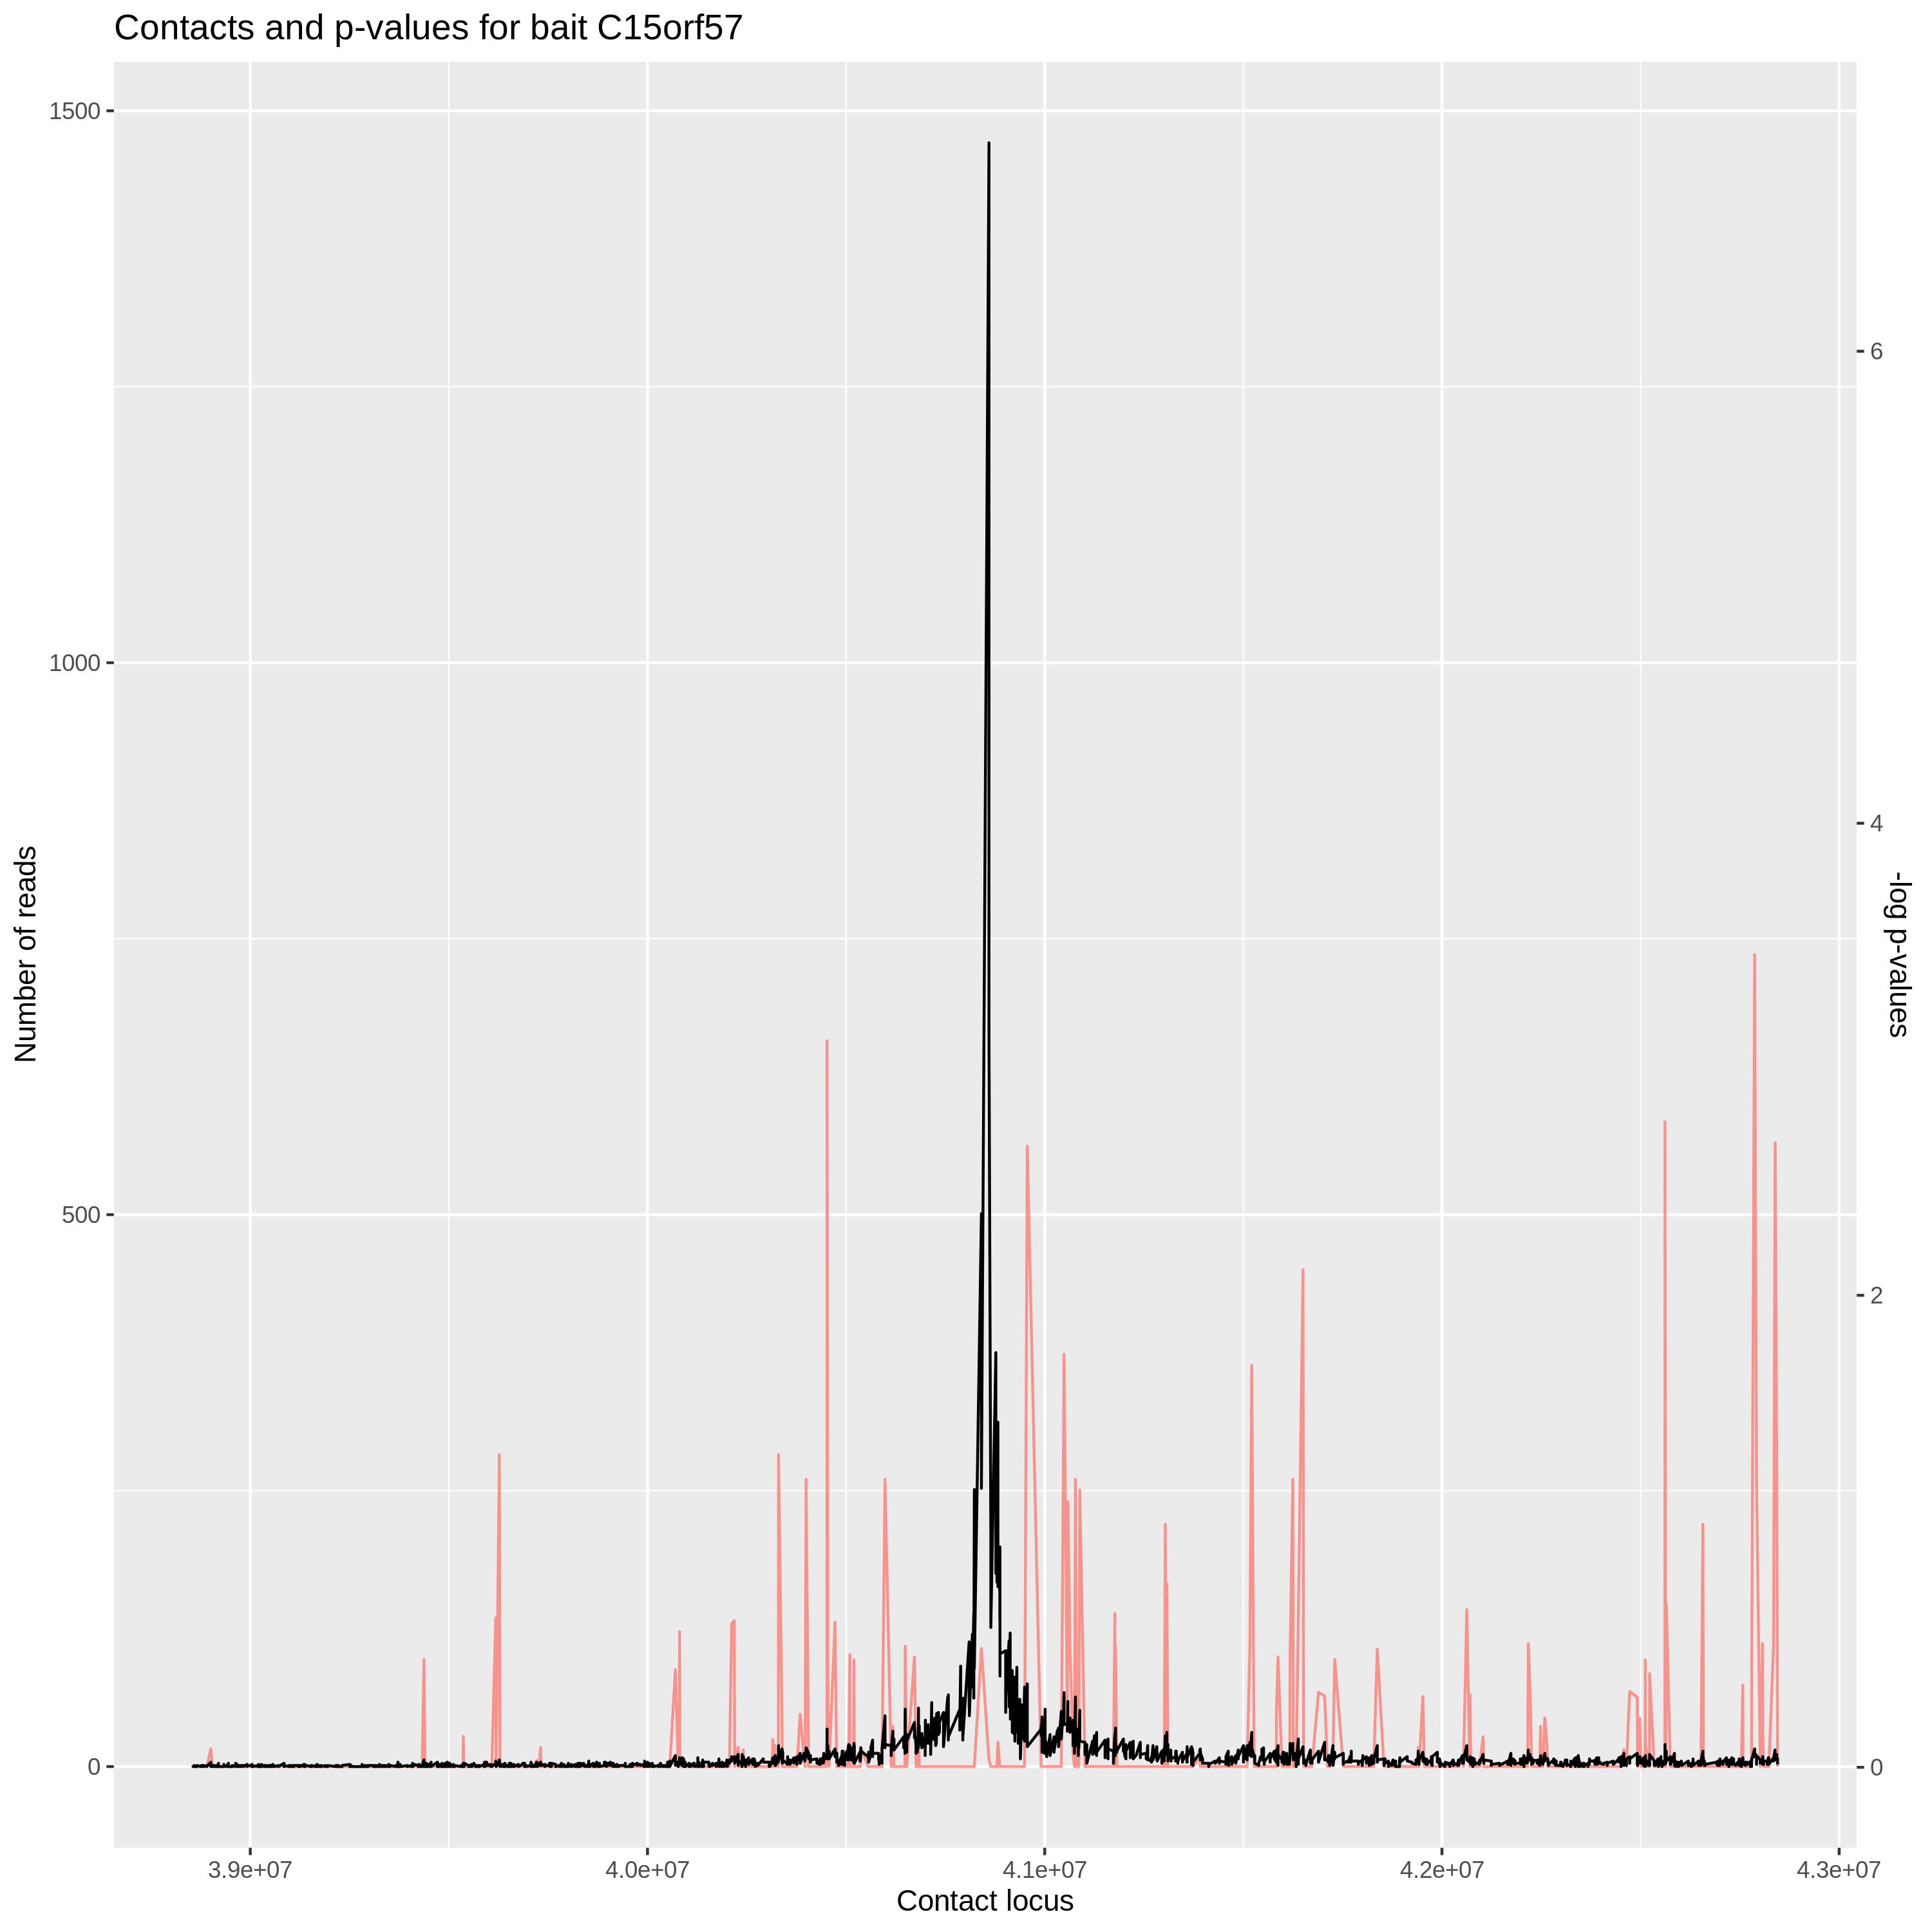 Contacts and p-values for bait C15orf57
1500
1000
500
0
Number of reads
6
4
2
0
-log p-values
3.9e+07 4.0e+07 4.1e+07 4.2e+07 4.3e+07
Contact locus